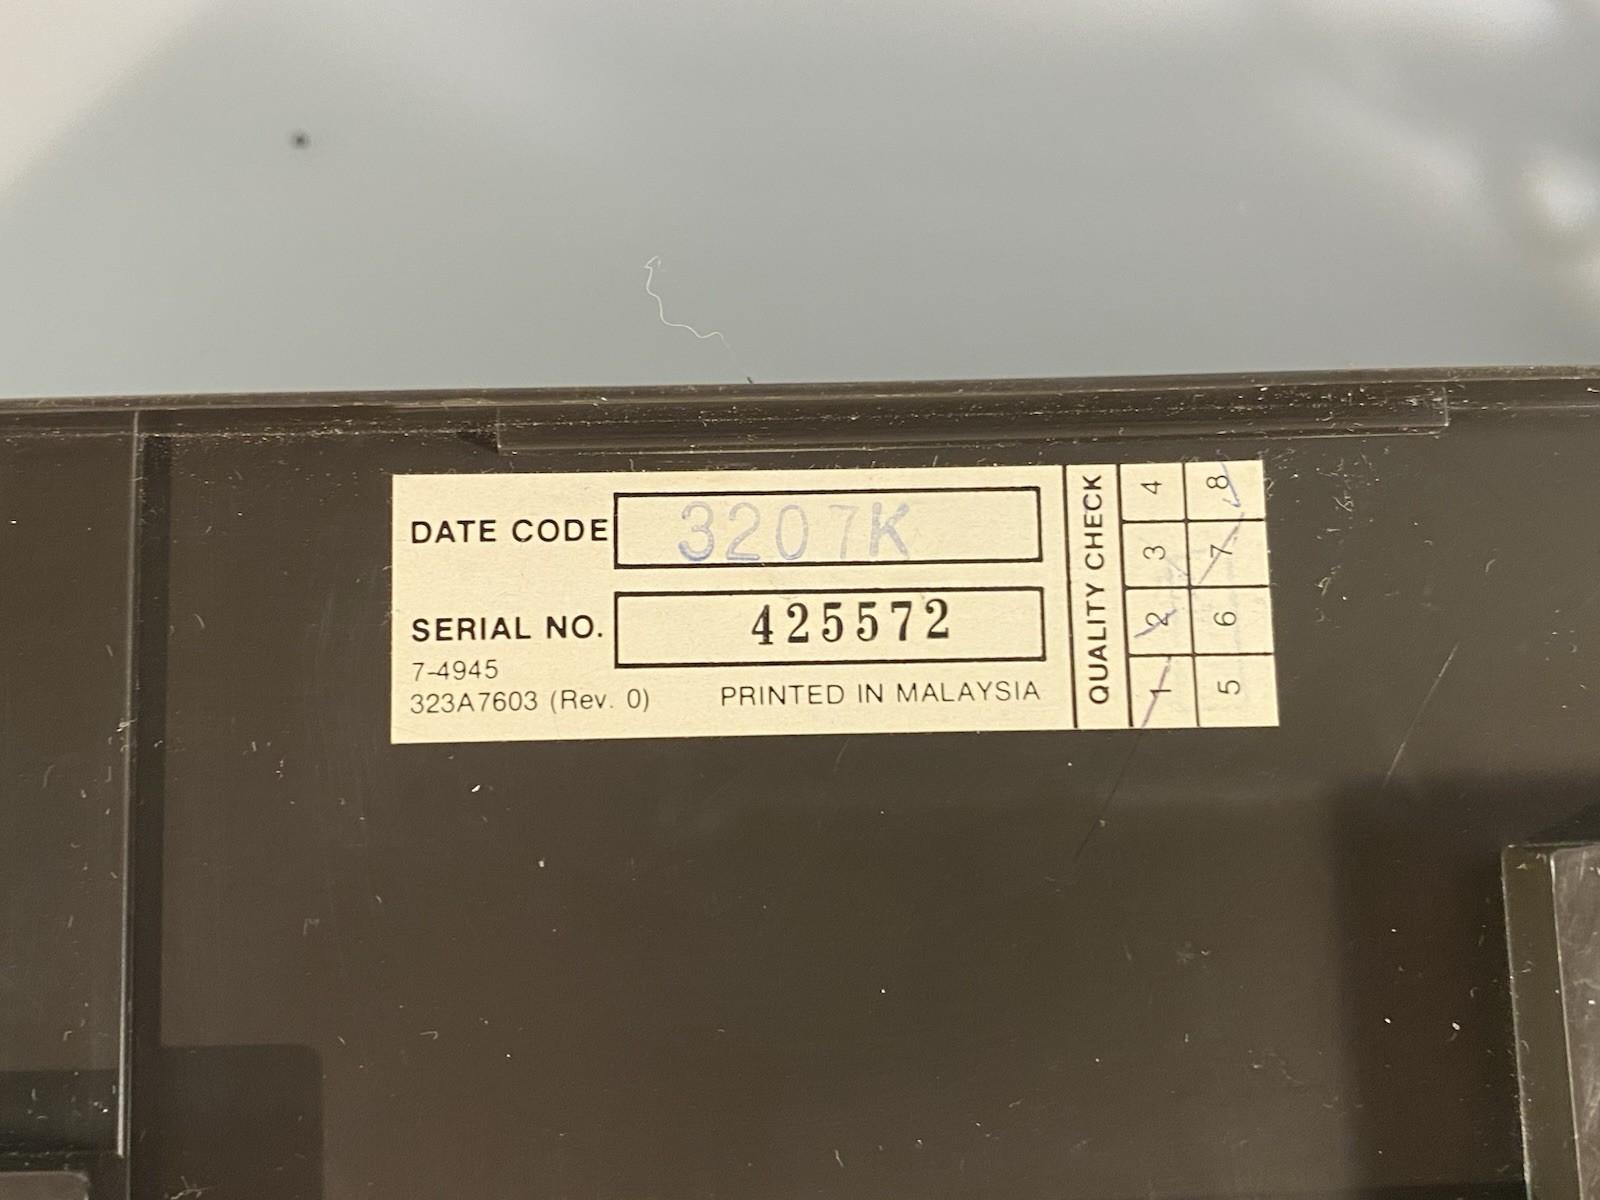 DATE CODE 3207K
SERIAL NO. 425572
7-4945
323A7603 (Rev. 0) PRINTED IN MALAYSIA
QUALITY CHECK
4 8
3 7
2 6
1 5